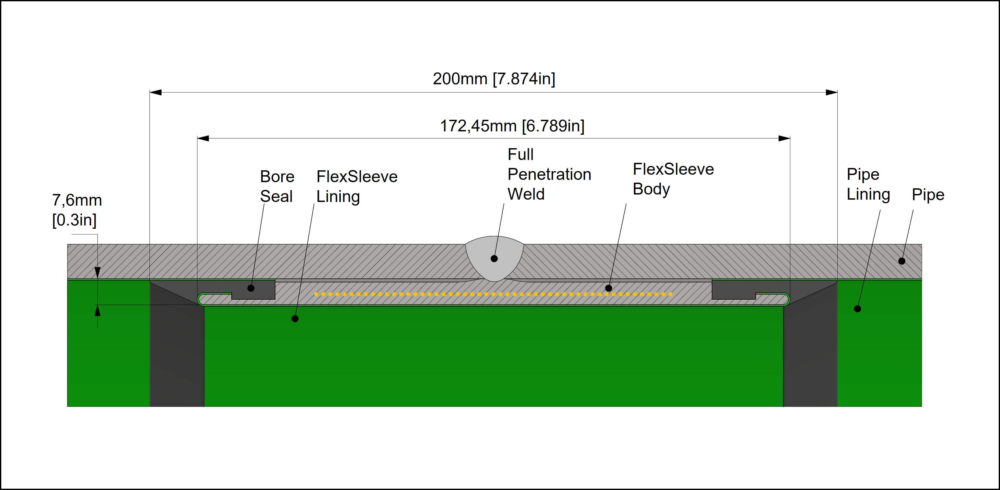 200mm [7.874in]
172,45mm [6.789in]
Full
Penetration
Weld
FlexSleeve
Body
Bore
Seal
FlexSleeve
Lining
Pipe
Lining
Pipe
7,6mm
[0.3in]